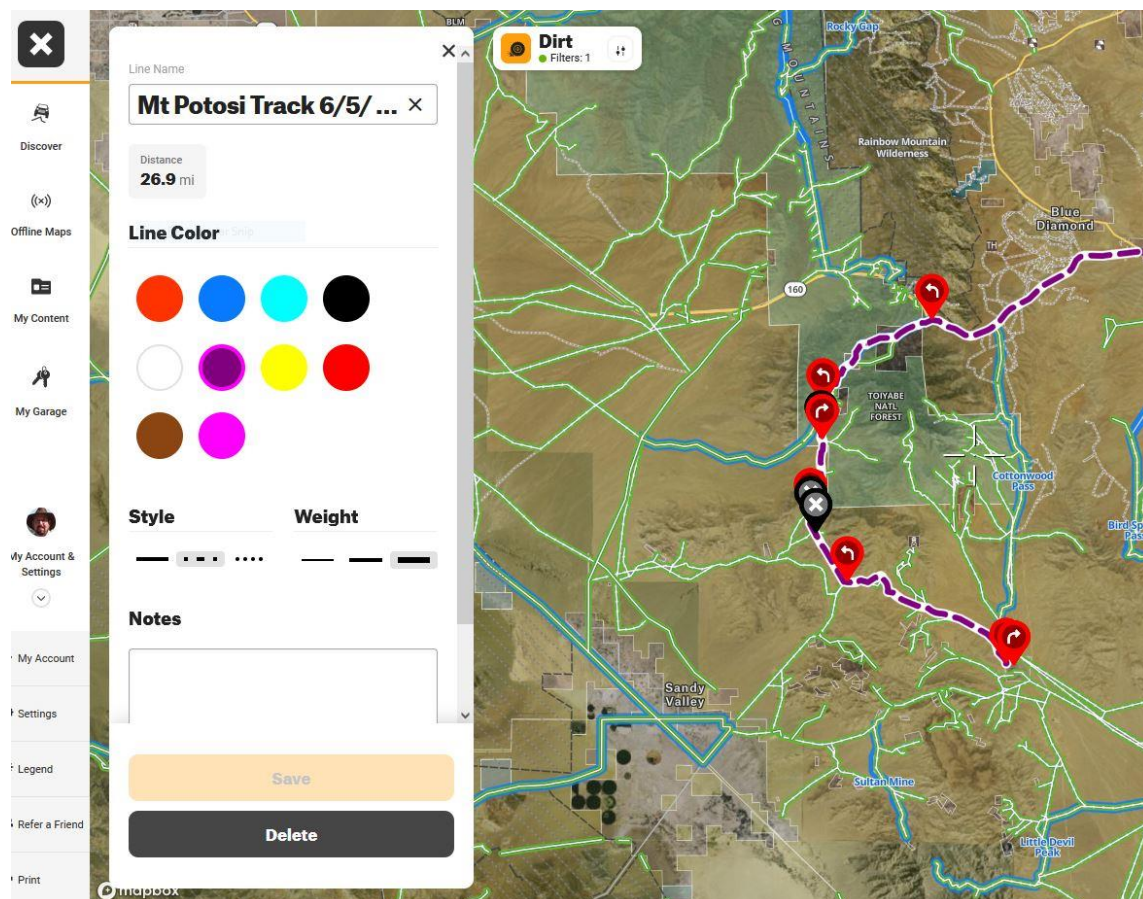 Discover
Offline Maps
My Content
My Garage
My Account &
Settings
My Account
Settings
Legend
Refer a Friend
Print
Line Name
Mt Potosi Track 6/5/ ...
Distance
26.9 mi
Line Color
Style
Weight
Notes
Save
Delete
mapbox
BLM
Dirt
Filters: 1
G MOUNTAINS
Rocky Gap
Rainbow Mountain
Wilderness
Blue
Diamond
TH
160
TOIYABE
NATL
FOREST
Cottonwood
Pass
Bird Sp
Pas
Sandy
Valley
Sultan Mine
Little Devil
Peak